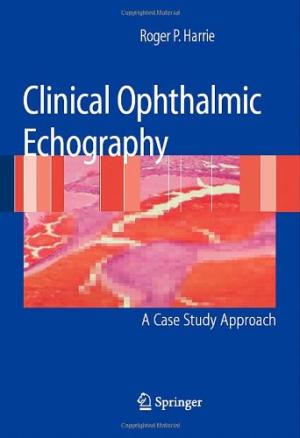 Roger P. Harrie
Clinical Ophthalmic
Echography
A Case Study Approach
Springer